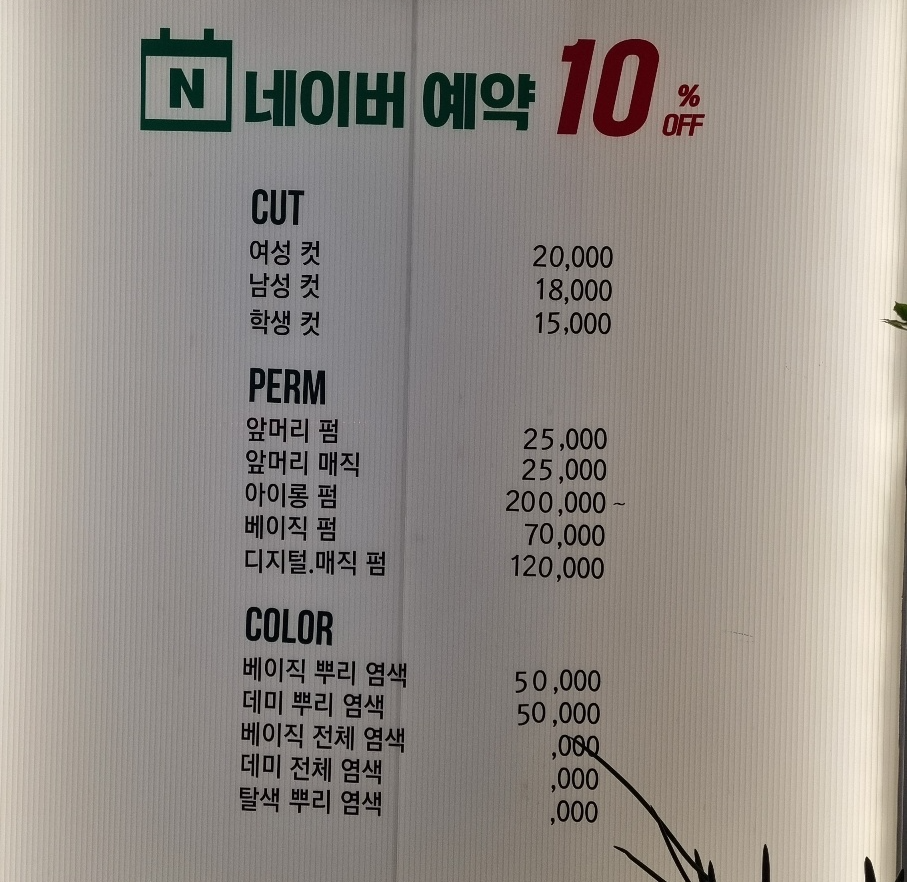 N 네이버 예약 10 % OFF
CUT
여성 컷 20,000
남성 컷 18,000
학생 컷 15,000
PERM
앞머리 펌 25,000
앞머리 매직 25,000
아이롱 펌 200,000 ~
베이직 펌 70,000
디지털.매직 펌 120,000
COLOR
베이직 뿌리 염색 50,000
데미 뿌리 염색 50,000
베이직 전체 염색 ,000
데미 전체 염색 ,000
탈색 뿌리 염색 ,000